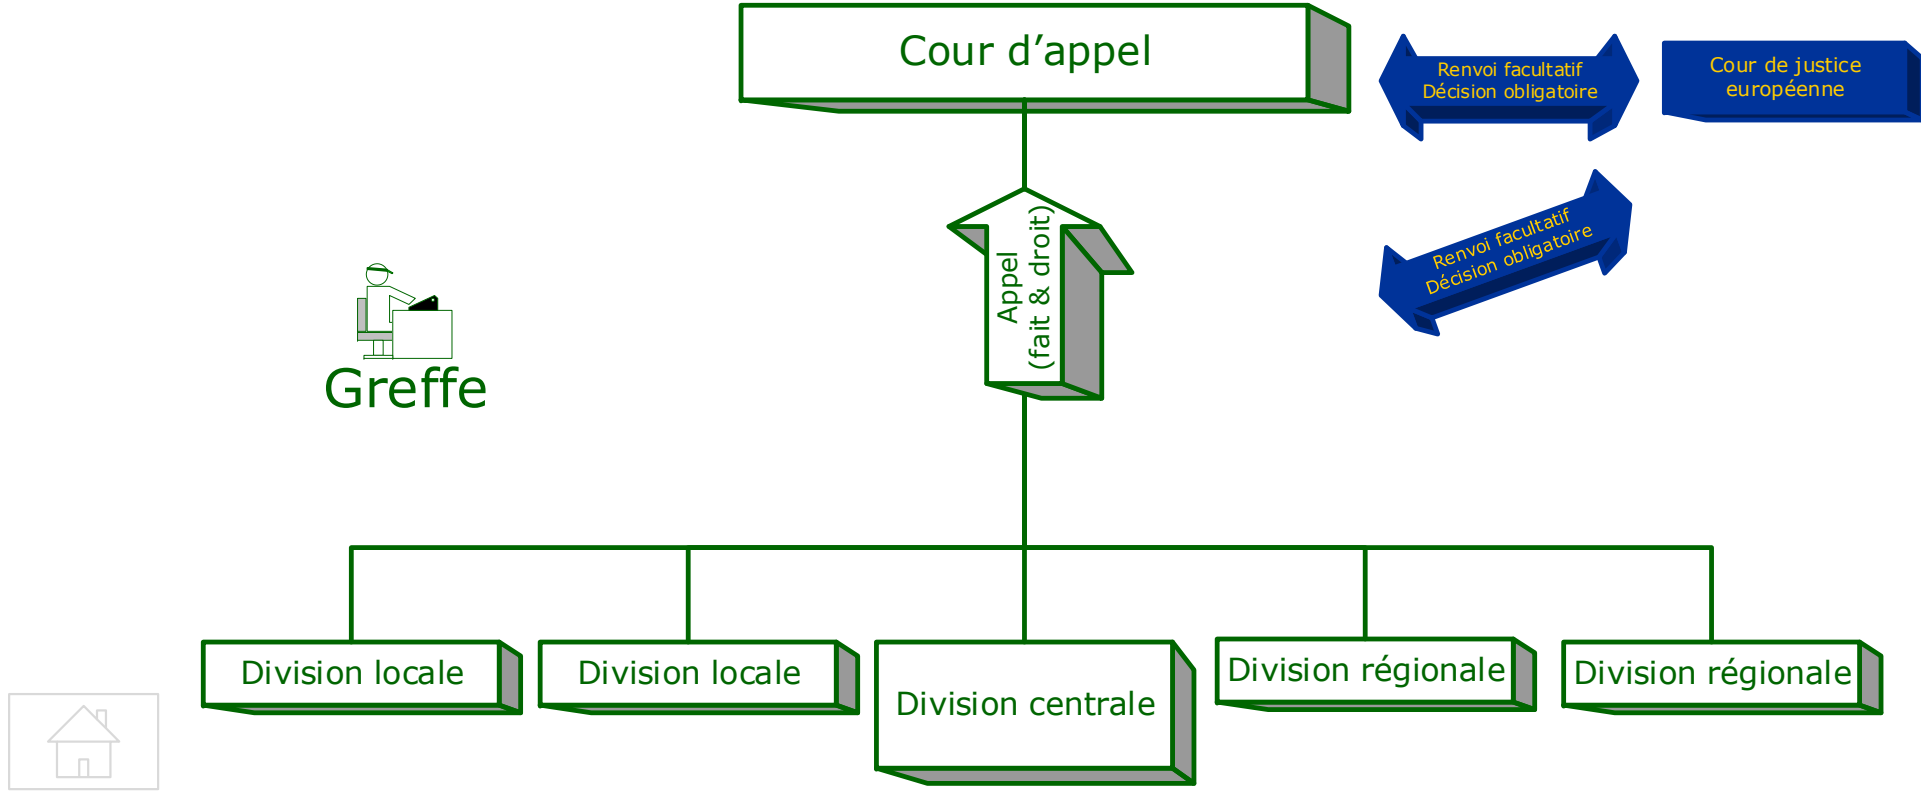 Cour d’appel
Renvoi facultatif
Décision obligatoire
Cour de justice
européenne
Renvoi facultatif
Décision obligatoire
Appel
(fait & droit)
Greffe
Division locale
Division locale
Division centrale
Division régionale
Division régionale